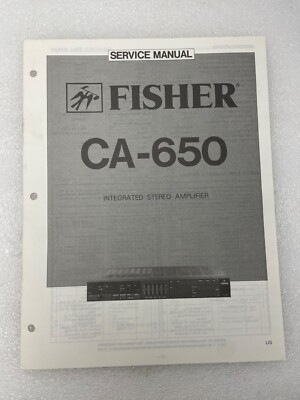 SERVICE MANUAL
FISHER®
CA-650
INTEGRATED STEREO AMPLIFIER